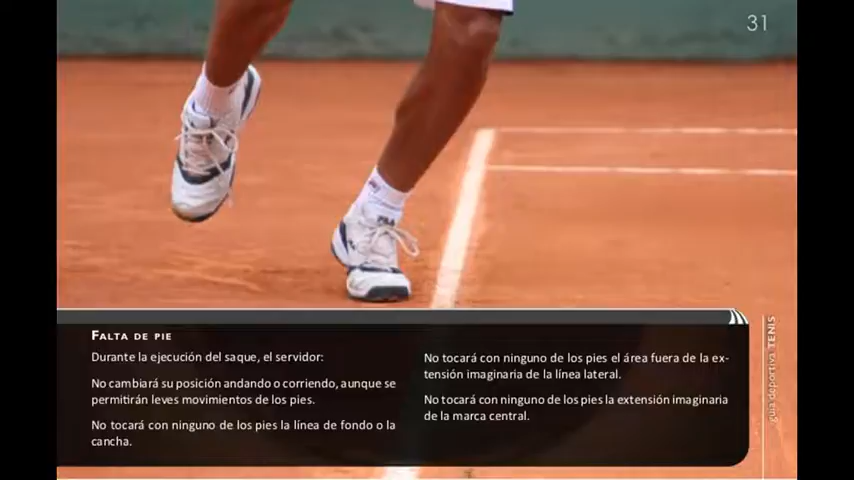 31
FILA
FALTA DE PIE
Durante la ejecución del saque, el servidor:
No cambiará su posición andando o corriendo, aunque se
permitirán leves movimientos de los pies.
No tocará con ninguno de los pies la línea de fondo o la
cancha.
No tocará con ninguno de los pies el área fuera de la ex-
tensión imaginaria de la línea lateral.
No tocará con ninguno de los pies la extensión imaginaria
de la marca central.
guía deportiva TENIS